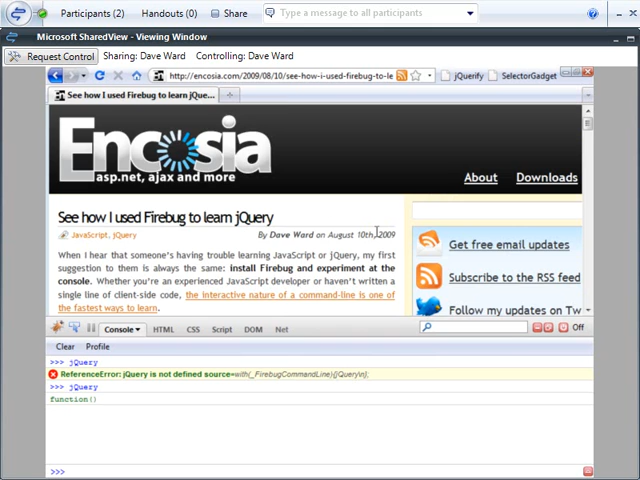 Participants (2) Handouts (0) Share Type a message to all participants
Microsoft SharedView - Viewing Window
Request Control Sharing: Dave Ward Controlling: Dave Ward
http://encosia.com/2009/08/10/see-how-i-used-firebug-to-le jQuerify SelectorGadget
See how I used Firebug to learn jQue...
Encosia
asp.net, ajax and more
About Downloads
See how I used Firebug to learn jQuery
JavaScript, jQuery By Dave Ward on August 10th, 2009
When I hear that someone's having trouble learning JavaScript or jQuery, my first
suggestion to them is always the same: install Firebug and experiment at the
console. Whether you're an experienced JavaScript developer or haven't written a
single line of client-side code, the interactive nature of a command-line is one of
the fastest ways to learn.
Get free email updates
Subscribe to the RSS feed
Follow my updates on Tw
Console HTML CSS Script DOM Net Off
Clear Profile
>>> jQuery
ReferenceError: jQuery is not defined source=with(_FirebugCommandLine){jQuery\n};
>>> jQuery
function()
>>>